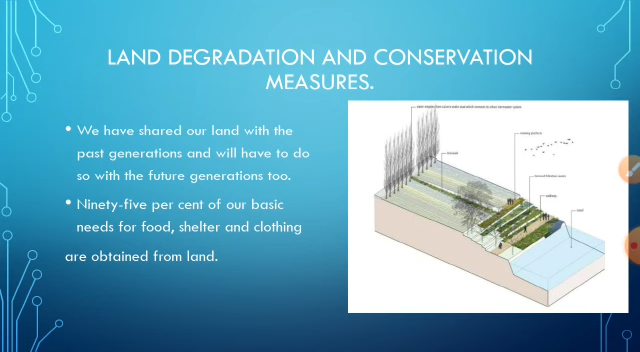 LAND DEGRADATION AND CONSERVATION
MEASURES.
• We have shared our land with the
past generations and will have to do
so with the future generations too.
• Ninety-five per cent of our basic
needs for food, shelter and clothing
are obtained from land.